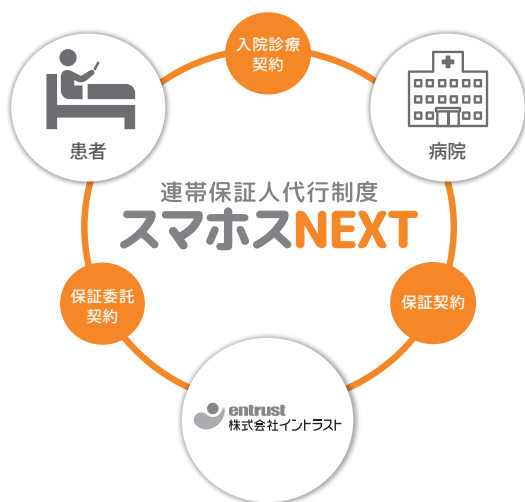 入院診療
契約
患者
病院
連帯保証人代行制度
スマホスNEXT
保証委託
契約
保証契約
entrust
株式会社イントラスト